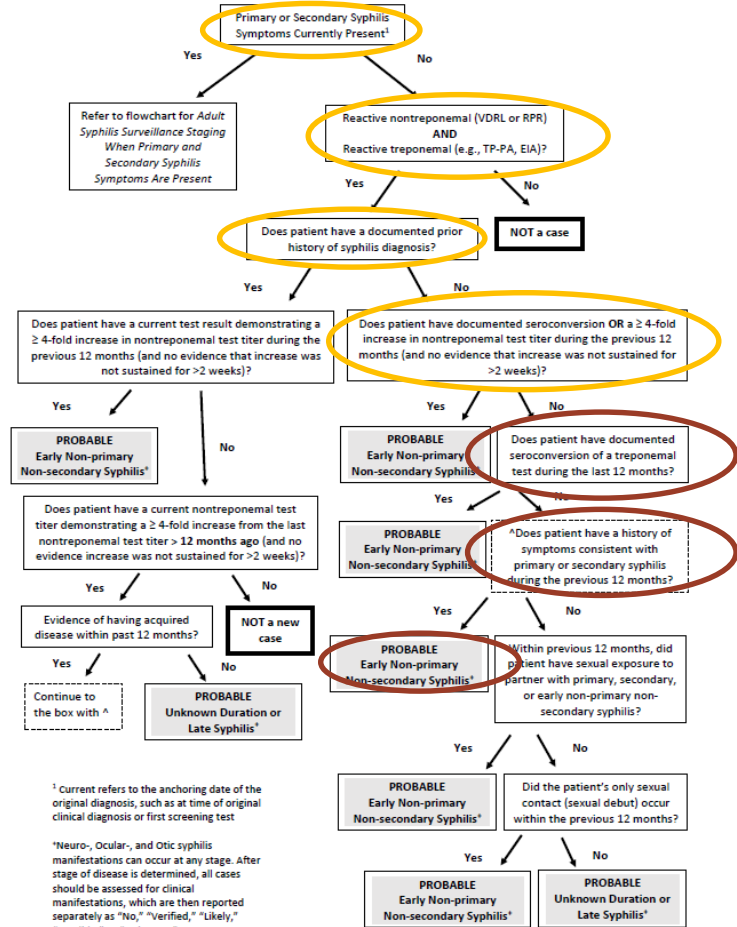 Primary or Secondary Syphilis
Symptoms Currently Present¹
Yes
No
Refer to flowchart for Adult
Syphilis Surveillance Staging
When Primary and
Secondary Syphilis
Symptoms Are Present
Reactive nontreponemal (VDRL or RPR)
AND
Reactive treponemal (e.g., TP-PA, EIA)?
Yes
No
Does patient have a documented prior
history of syphilis diagnosis?
NOT a case
Yes
No
Does patient have a current test result demonstrating a
≥ 4-fold increase in nontreponemal test titer during the
previous 12 months (and no evidence that increase was
not sustained for >2 weeks)?
Does patient have documented seroconversion OR a ≥ 4-fold
increase in nontreponemal test titer during the previous 12
months (and no evidence that increase was not sustained for
>2 weeks)?
Yes
No
Yes
No
PROBABLE
Early Non-primary
Non-secondary Syphilis*
PROBABLE
Early Non-primary
Non-secondary Syphilis*
Does patient have documented
seroconversion of a treponemal
test during the last 12 months?
Does patient have a current nontreponemal test
titer demonstrating a ≥ 4-fold increase from the last
nontreponemal test titer > 12 months ago (and no
evidence increase was not sustained for >2 weeks)?
Yes
No
PROBABLE
Early Non-primary
Non-secondary Syphilis*
^Does patient have a history of
symptoms consistent with
primary or secondary syphilis
during the previous 12 months?
Yes
No
Yes
No
Evidence of having acquired
disease within past 12 months?
NOT a new
case
PROBABLE
Early Non-primary
Non-secondary Syphilis*
Within previous 12 months, did
patient have sexual exposure to
partner with primary, secondary,
or early non-primary non-
secondary syphilis?
Yes
No
Continue to
the box with ^
PROBABLE
Unknown Duration or
Late Syphilis*
Yes
No
PROBABLE
Early Non-primary
Non-secondary Syphilis*
Did the patient's only sexual
contact (sexual debut) occur
within the previous 12 months?
¹ Current refers to the anchoring date of the
original diagnosis, such as at time of original
clinical diagnosis or first screening test
Yes
No
*Neuro-, Ocular-, and Otic syphilis
manifestations can occur at any stage. After
stage of disease is determined, all cases
should be assessed for clinical
manifestations, which are then reported
separately as "No," "Verified," "Likely,"
PROBABLE
Early Non-primary
Non-secondary Syphilis*
PROBABLE
Unknown Duration or
Late Syphilis*